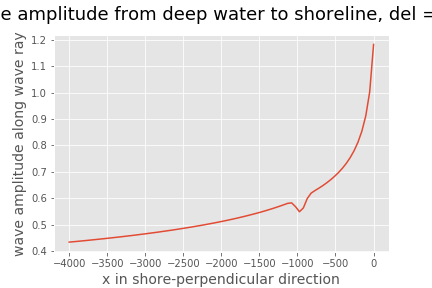 e amplitude from deep water to shoreline, del =
wave amplitude along wave ray
1.2
1.1
1.0
0.9
0.8
0.7
0.6
0.5
0.4
−4000 −3500 −3000 −2500 −2000 −1500 −1000 −500 0
x in shore-perpendicular direction